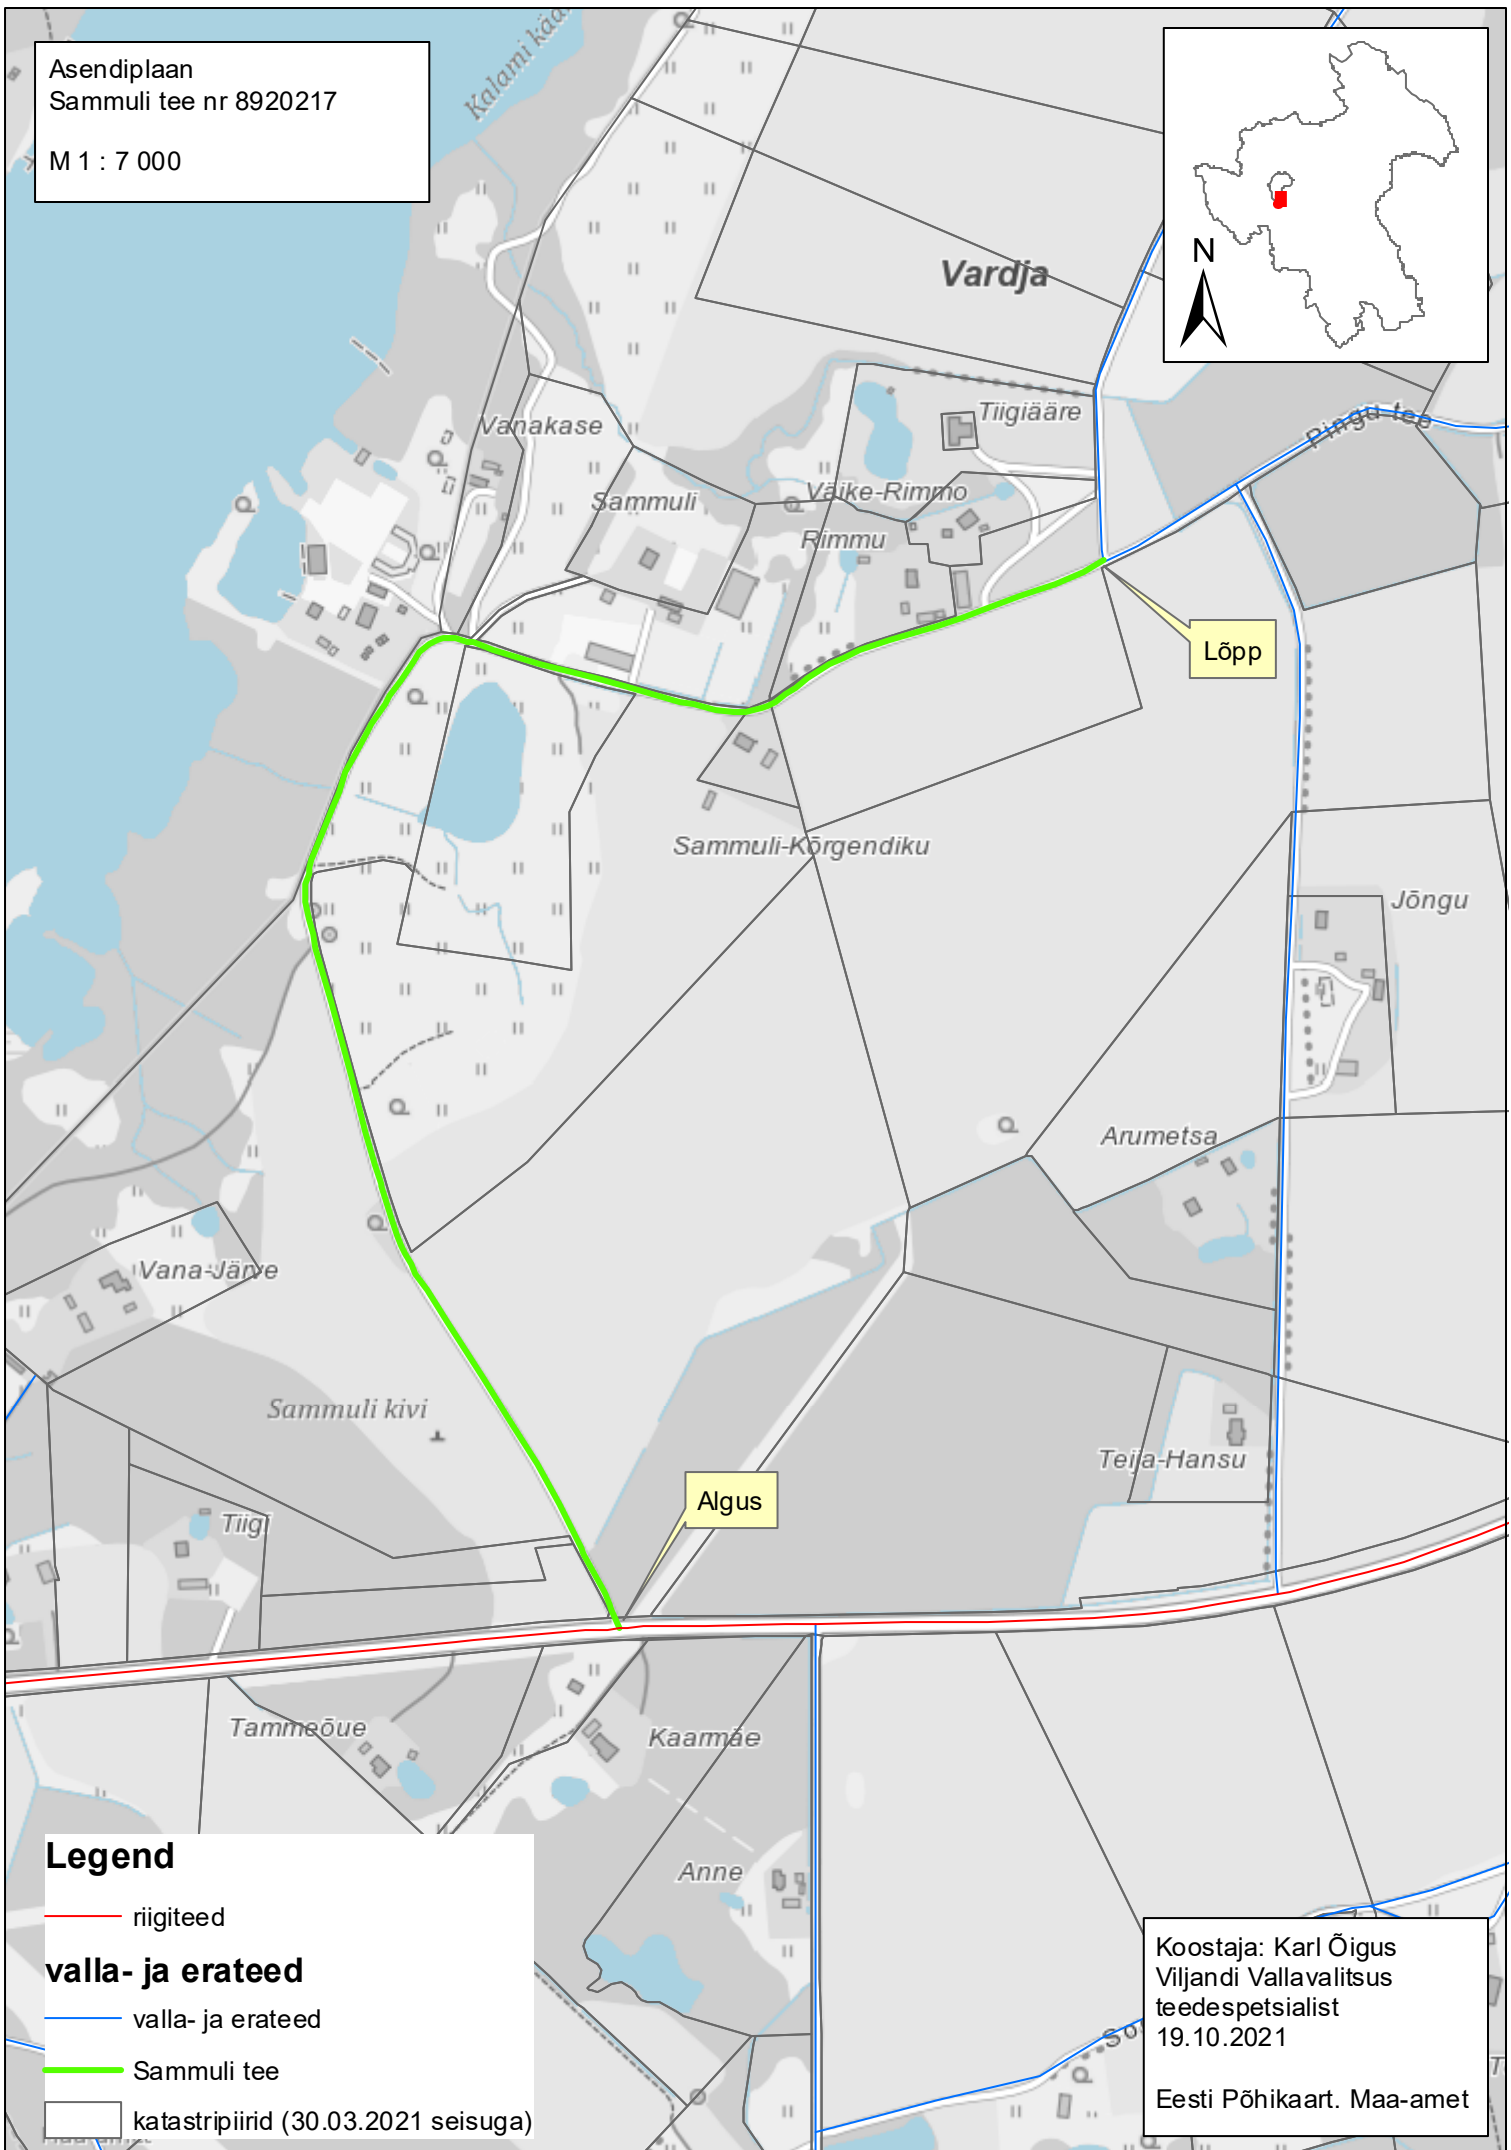 Asendiplaan
Sammuli tee nr 8920217
M 1 : 7 000
N
Vardja
Tiigiääre
Pingu tee
Vanakase
Sammuli
Väike-Rimmo
Rimmu
Lõpp
Sammuli-Kõrgendiku
Jõngu
Arumetsa
Vana-Järve
Sammuli kivi
Teija-Hansu
Algus
Tiigi
Tammeõue
Kaarmäe
Anne
Legend
riigiteed
valla- ja erateed
valla- ja erateed
Sammuli tee
katastripiirid (30.03.2021 seisuga)
Koostaja: Karl Õigus
Viljandi Vallavalitsus
teedespetsialist
19.10.2021
Eesti Põhikaart. Maa-amet